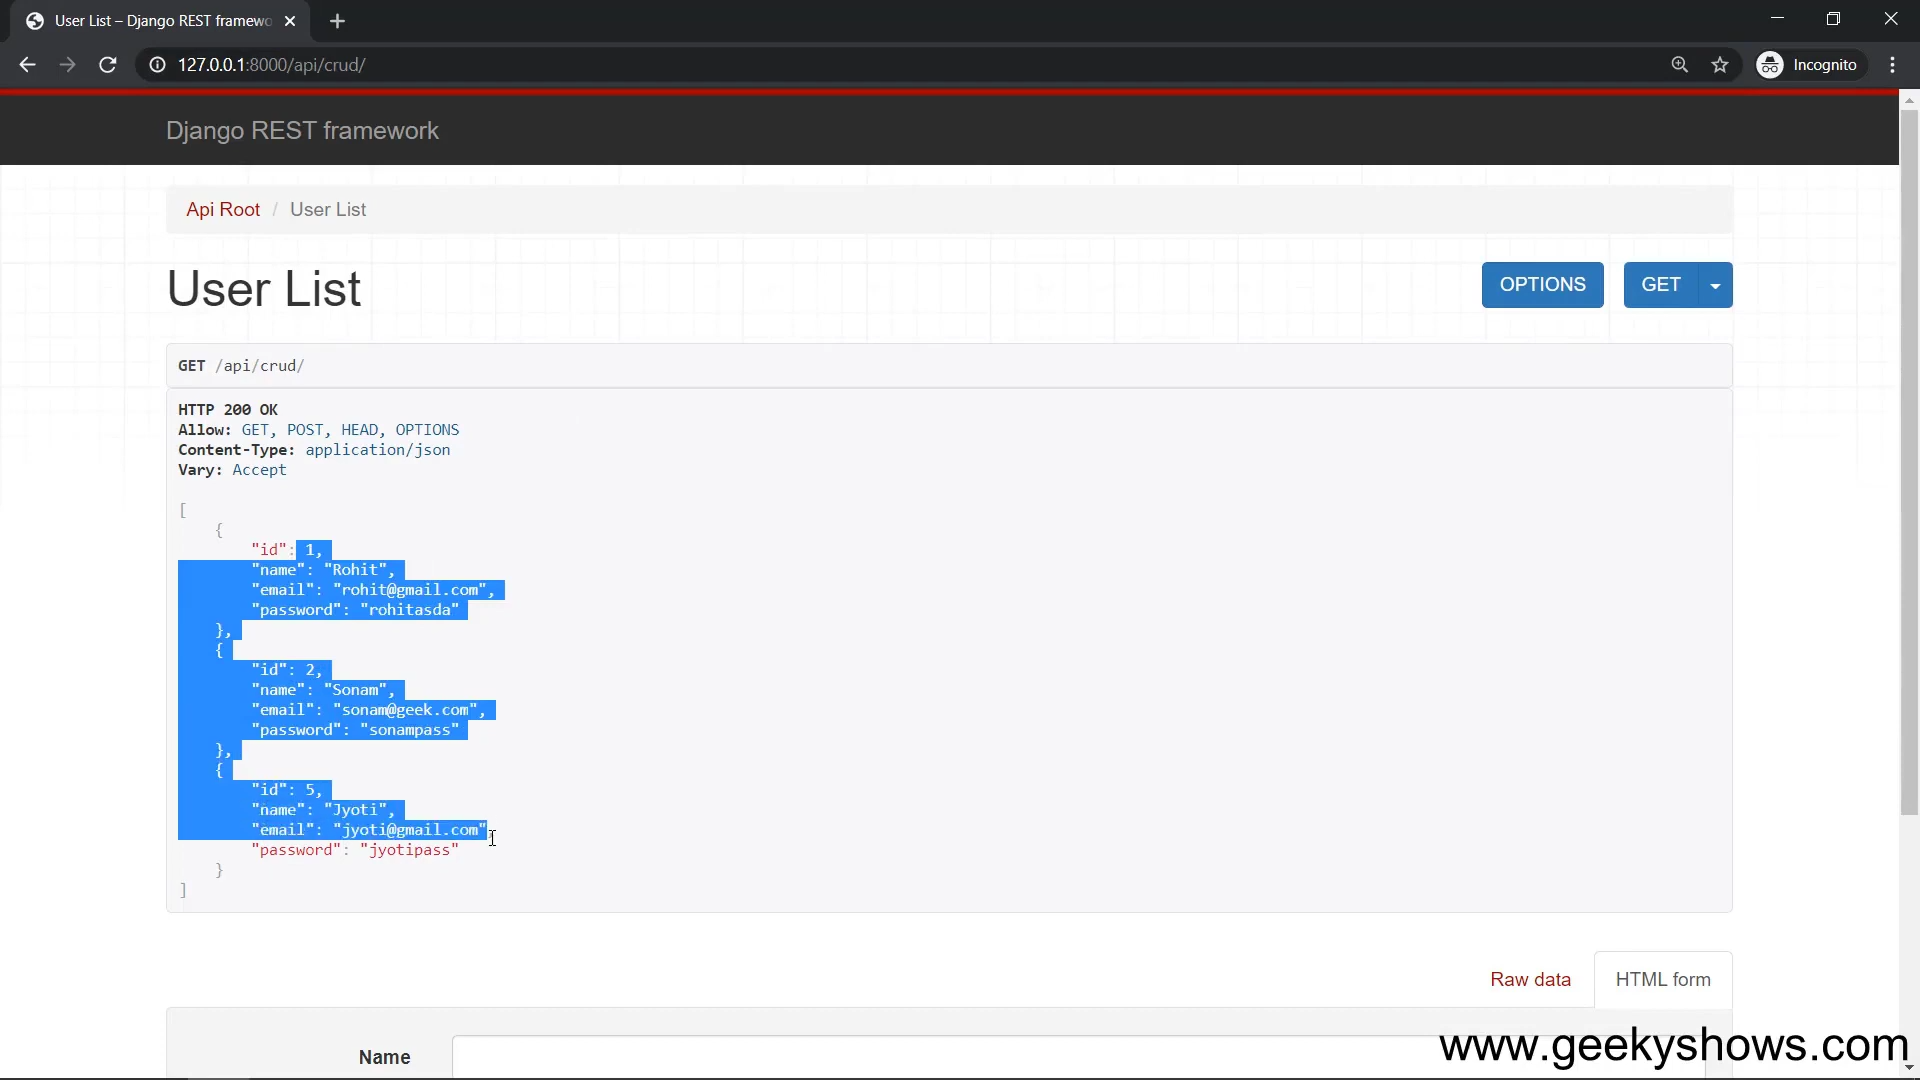 User List – Django REST framewo
127.0.0.1:8000/api/crud/
Incognito
Django REST framework
Api Root / User List
User List
OPTIONS
GET
GET /api/crud/
HTTP 200 OK
Allow: GET, POST, HEAD, OPTIONS
Content-Type: application/json
Vary: Accept
[
{
"id": 1,
"name": "Rohit",
"email": "rohit@gmail.com",
"password": "rohitasda"
},
{
"id": 2,
"name": "Sonam",
"email": "sonam@geek.com",
"password": "sonampass"
},
{
"id": 5,
"name": "Jyoti",
"email": "jyoti@gmail.com",
"password": "jyotipass"
}
]
Raw data
HTML form
Name
www.geekyshows.com